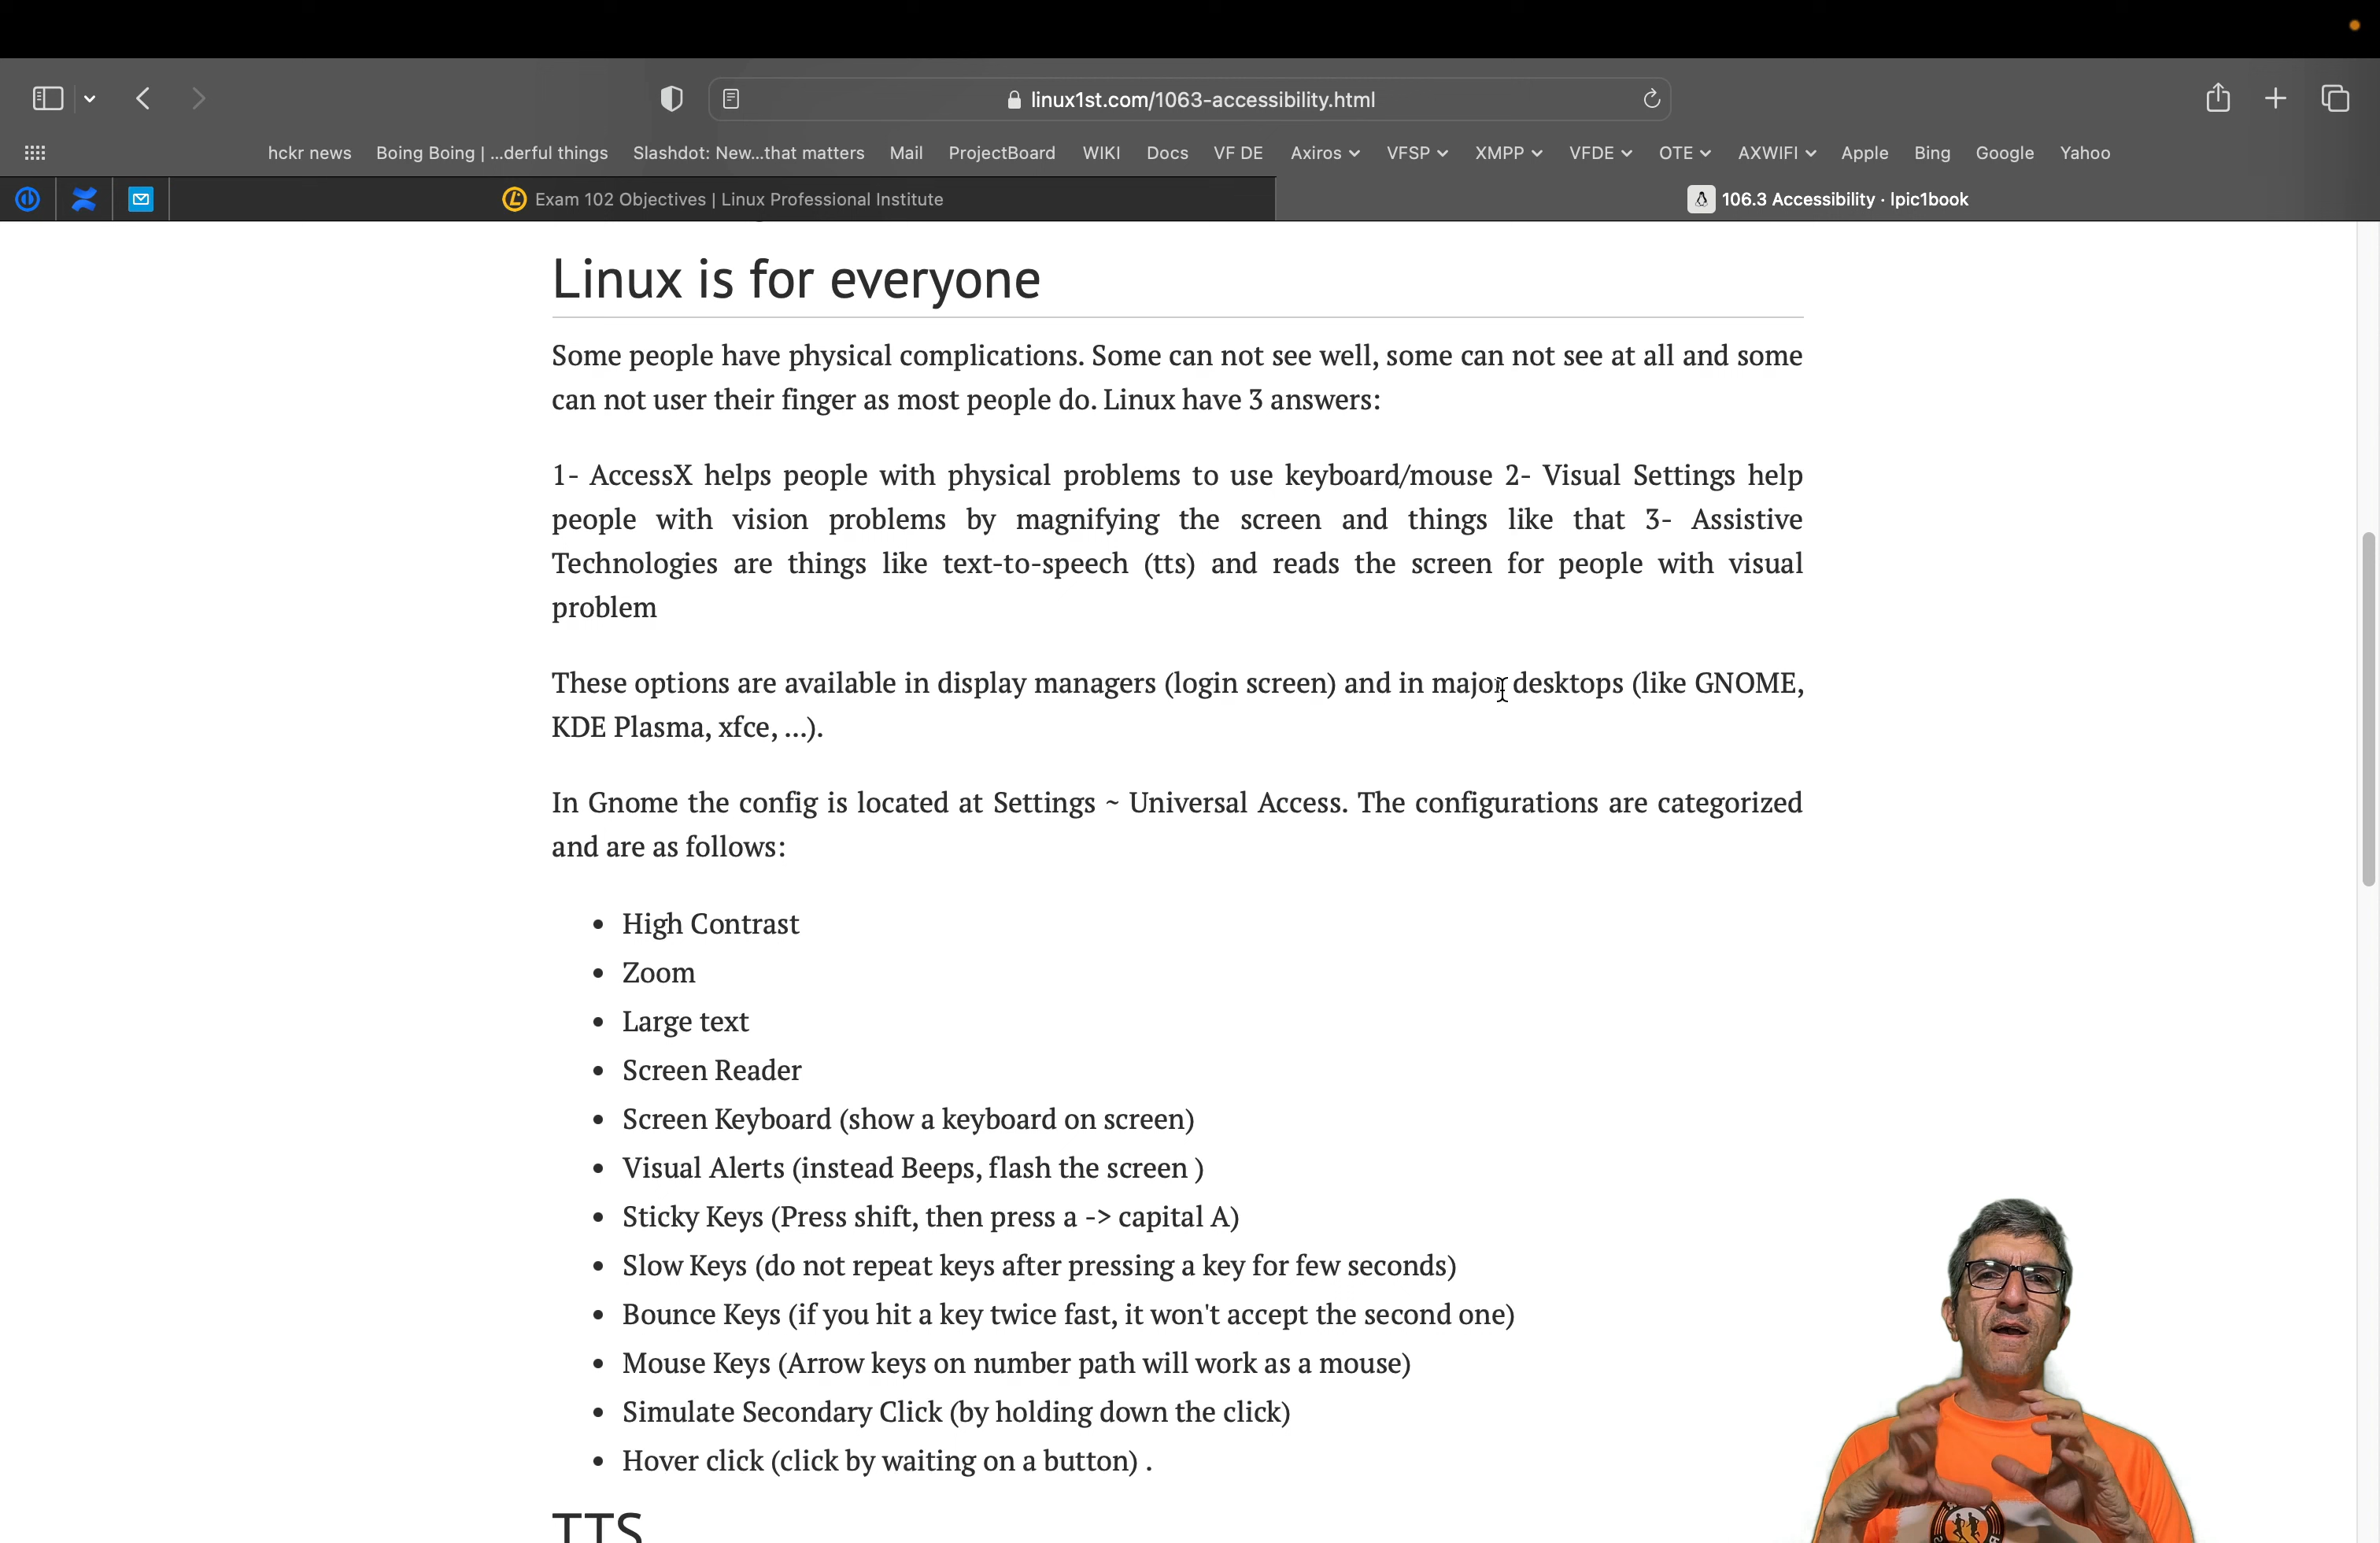 linux1st.com/1063-accessibility.html
hckr news Boing Boing | ...derful things Slashdot: New...that matters Mail ProjectBoard WIKI Docs VF DE Axiros VFSP XMPP VFDE OTE AXWIFI Apple Bing Google Yahoo
Exam 102 Objectives | Linux Professional Institute 106.3 Accessibility · lpic1book
Linux is for everyone
Some people have physical complications. Some can not see well, some can not see at all and some
can not user their finger as most people do. Linux have 3 answers:
1- AccessX helps people with physical problems to use keyboard/mouse 2- Visual Settings help
people with vision problems by magnifying the screen and things like that 3- Assistive
Technologies are things like text-to-speech (tts) and reads the screen for people with visual
problem
These options are available in display managers (login screen) and in major desktops (like GNOME,
KDE Plasma, xfce, ...).
In Gnome the config is located at Settings ~ Universal Access. The configurations are categorized
and are as follows:
• High Contrast
• Zoom
• Large text
• Screen Reader
• Screen Keyboard (show a keyboard on screen)
• Visual Alerts (instead Beeps, flash the screen )
• Sticky Keys (Press shift, then press a -> capital A)
• Slow Keys (do not repeat keys after pressing a key for few seconds)
• Bounce Keys (if you hit a key twice fast, it won't accept the second one)
• Mouse Keys (Arrow keys on number path will work as a mouse)
• Simulate Secondary Click (by holding down the click)
• Hover click (click by waiting on a button) .
TTS